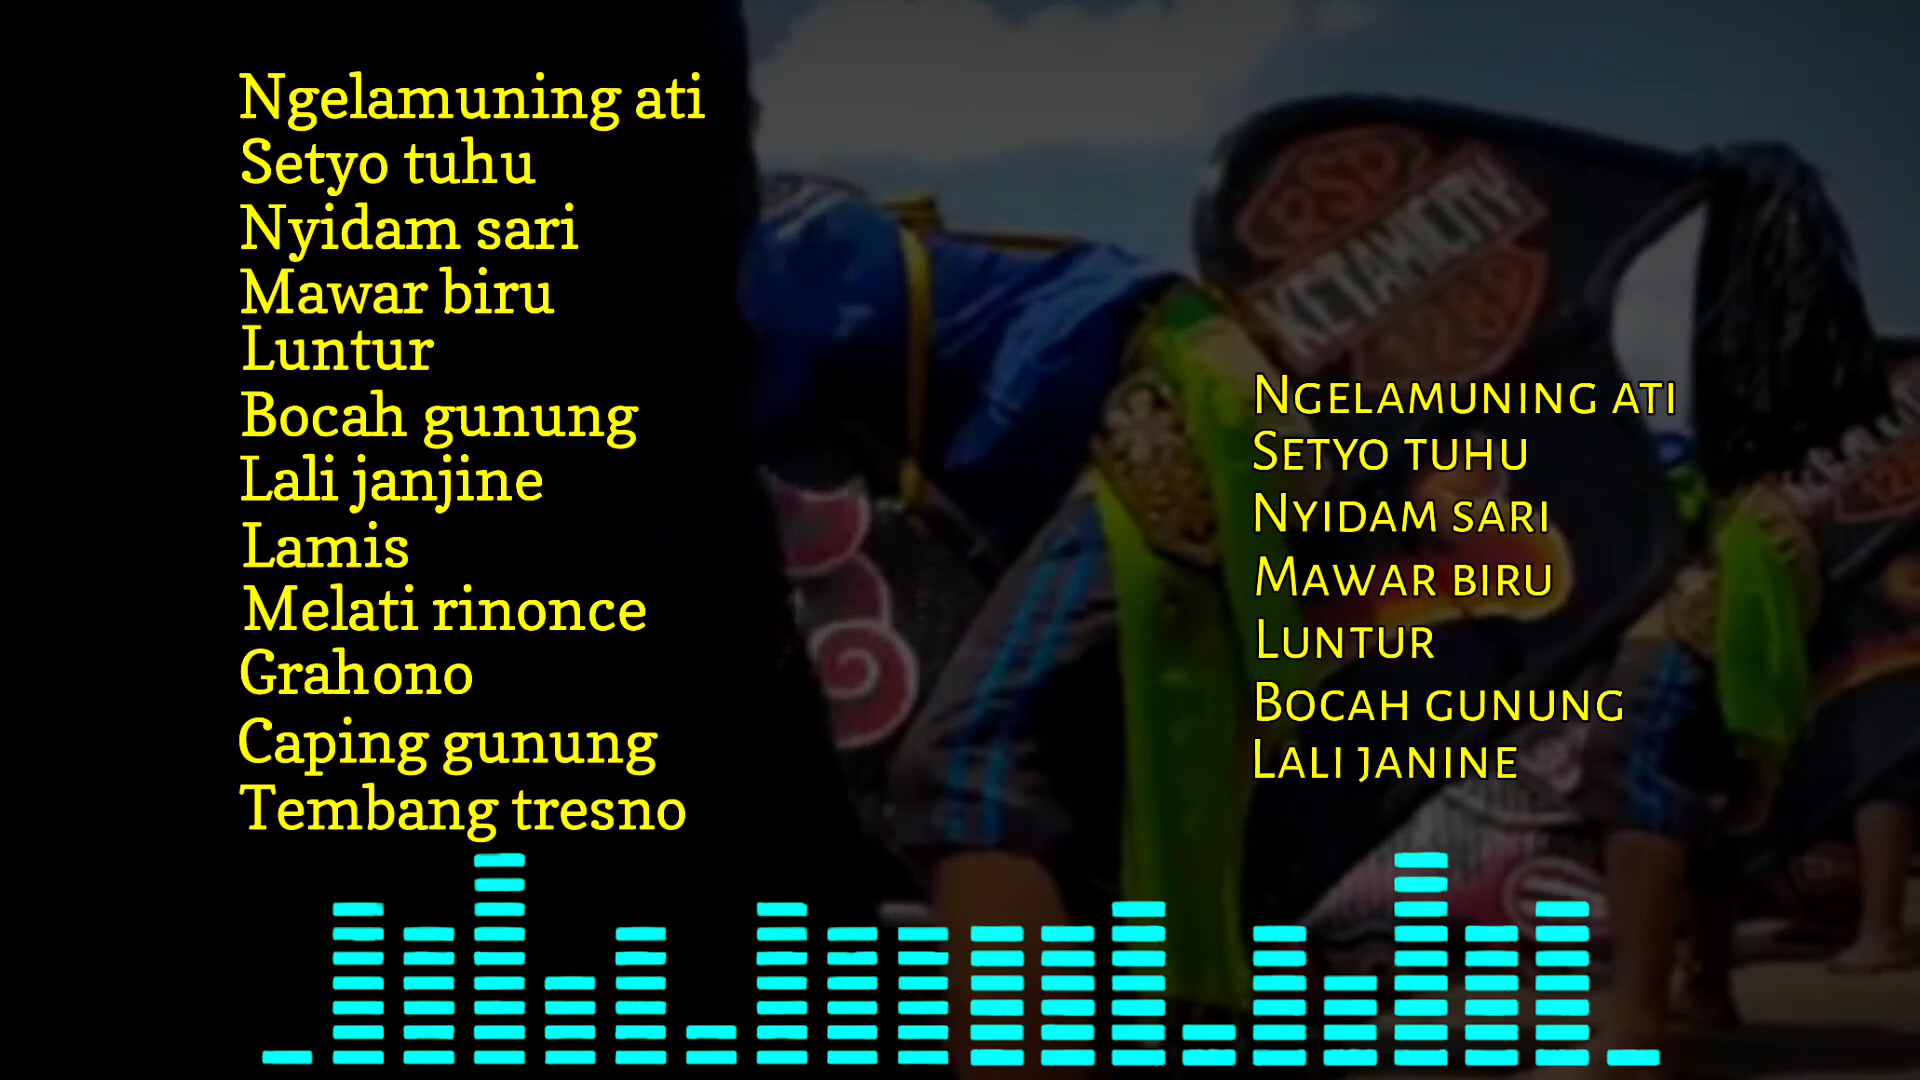 Ngelamuning ati
Setyo tuhu
Nyidam sari
Mawar biru
Luntur
Bocah gunung
Lali janjine
Lamis
Melati rinonce
Grahono
Caping gunung
Tembang tresno
KETAMCITY
Ngelamuning ati
Setyo tuhu
Nyidam sari
Mawar biru
Luntur
Bocah gunung
Lali janine